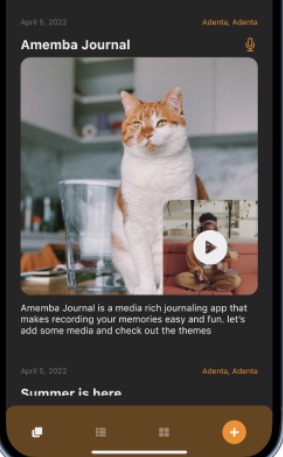 April 5, 2022
Adenta, Adenta
Amemba Journal
Amemba Journal is a media rich journaling app that
makes recording your memories easy and fun. let's
add some media and check out the themes
April 5, 2022
Adenta, Adenta
Summer is here